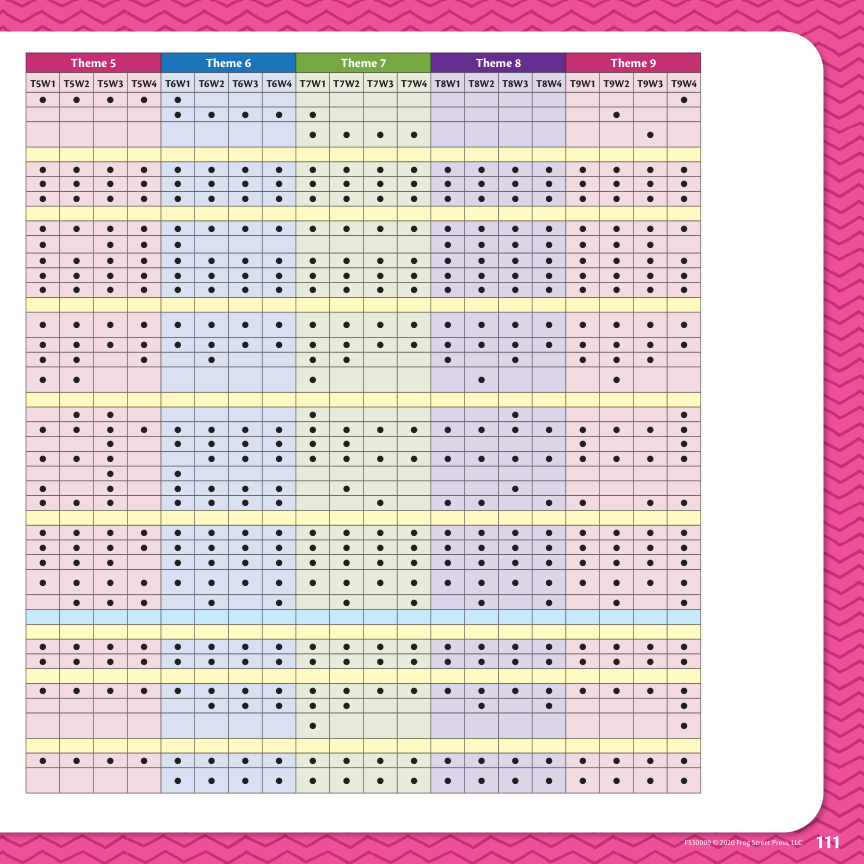 Theme 5 Theme 6 Theme 7 Theme 8 Theme 9
T5W1 T5W2 T5W3 T5W4 T6W1 T6W2 T6W3 T6W4 T7W1 T7W2 T7W3 T7W4 T8W1 T8W2 T8W3 T8W4 T9W1 T9W2 T9W3 T9W4
FS30009 © 2020 Frog Street Press, LLC 111